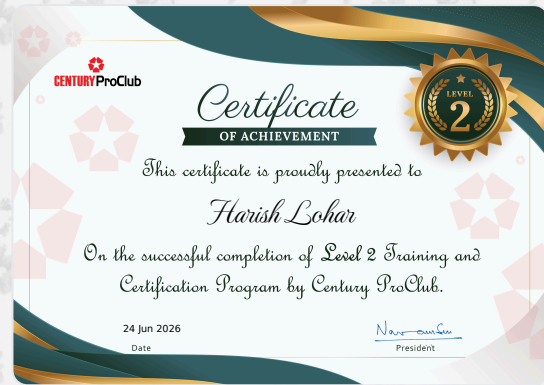 CENTURY ProClub
LEVEL
2
Certificate
OF ACHIEVEMENT
This certificate is proudly presented to
Harish Lohar
On the successful completion of Level 2 Training and
Certification Program by Century ProClub.
24 Jun 2026
Date
President